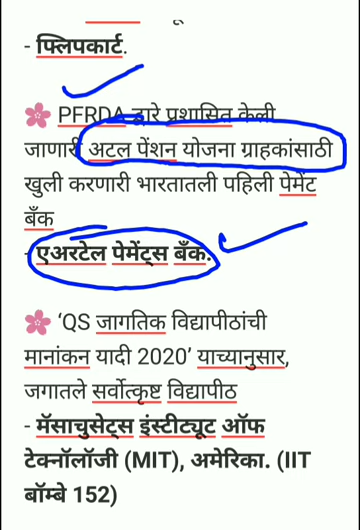 - फ्लिपकार्ट.
🌸 PFRDA द्वारे प्रशासित केली
जाणारी अटल पेंशन योजना ग्राहकांसाठी
खुली करणारी भारतातली पहिली पेमेंट
बँक
- एअरटेल पेमेंट्स बँक.
🌸 ‘QS जागतिक विद्यापीठांची
मानांकन यादी 2020’ याच्यानुसार,
जगातले सर्वोत्कृष्ट विद्यापीठ
- मॅसाचुसेट्स इंस्टीट्यूट ऑफ
टेक्नॉलॉजी (MIT), अमेरिका. (IIT
बॉम्बे 152)